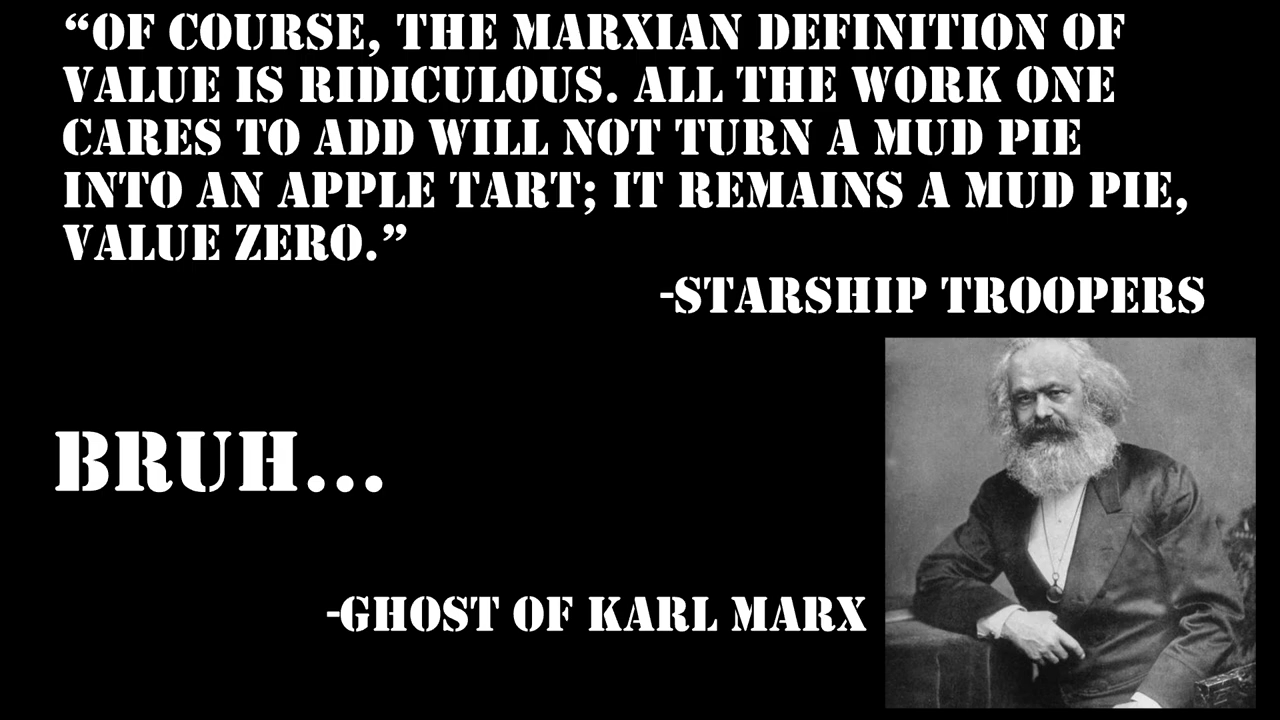 “OF COURSE, THE MARXIAN DEFINITION OF
VALUE IS RIDICULOUS. ALL THE WORK ONE
CARES TO ADD WILL NOT TURN A MUD PIE
INTO AN APPLE TART; IT REMAINS A MUD PIE,
VALUE ZERO.”
-STARSHIP TROOPERS
BRUH...
-GHOST OF KARL MARX